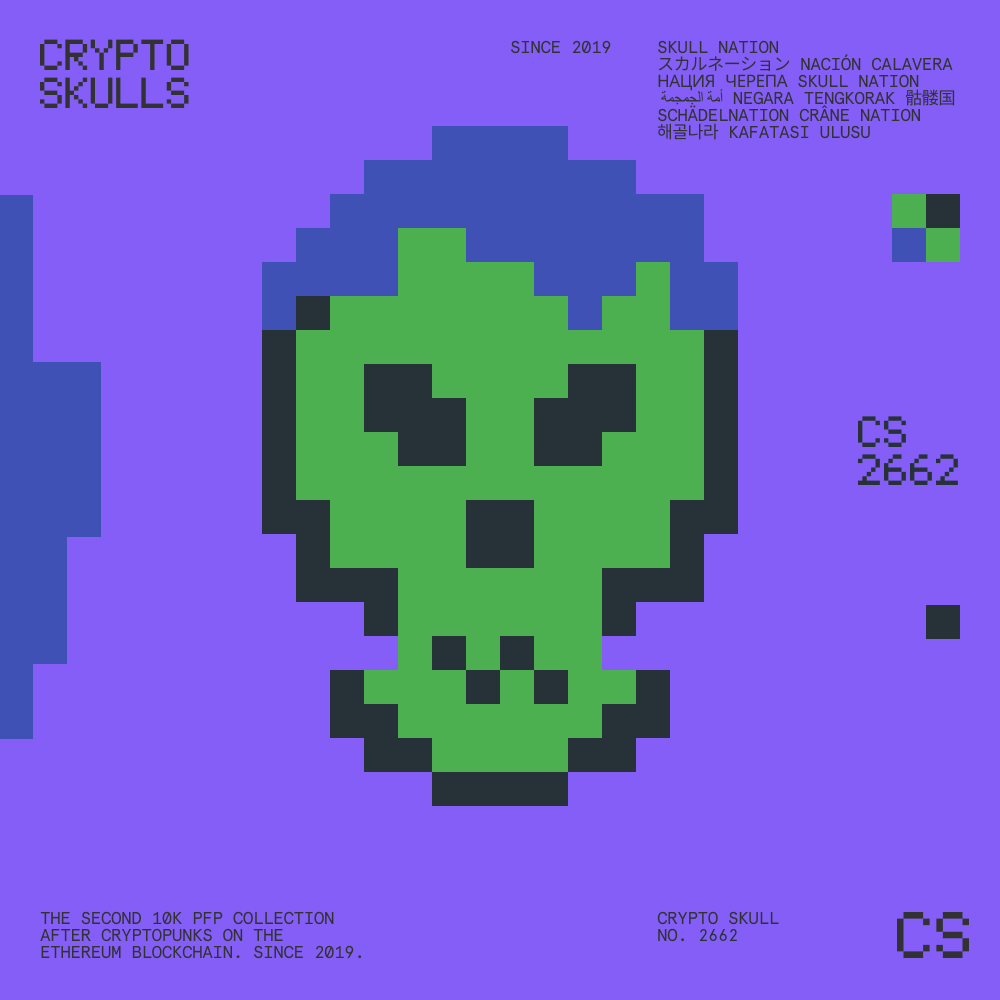 CRYPTO
SKULLS
SINCE 2019
SKULL NATION
スカルネーション NACIÓN CALAVERA
НАЦИЯ ЧЕРЕПА SKULL NATION
أمة الجمجمة NEGARA TENGKORAK 骷髅国
SCHÄDELNATION CRÂNE NATION
해골나라 KAFATASI ULUSU
CS
2662
THE SECOND 10K PFP COLLECTION
AFTER CRYPTOPUNKS ON THE
ETHEREUM BLOCKCHAIN. SINCE 2019.
CRYPTO SKULL
NO. 2662
CS